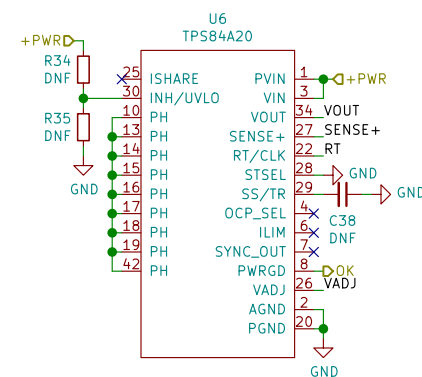 U6
TPS84A20
+PWR
R34
DNF
R35
DNF
GND
25 ISHARE
30 INH/UVLO
10 PH
13 PH
14 PH
15 PH
16 PH
17 PH
18 PH
19 PH
42 PH
PVIN 1 +PWR
VIN 3
VOUT 34 VOUT
SENSE+ 27 SENSE+
RT/CLK 22 RT
STSEL 28 GND
SS/TR 29 GND
C38
DNF
OCP_SEL 4
ILIM 6
SYNC_OUT 7
PWRGD 8 OK
VADJ 26 VADJ
AGND 2
PGND 20
GND